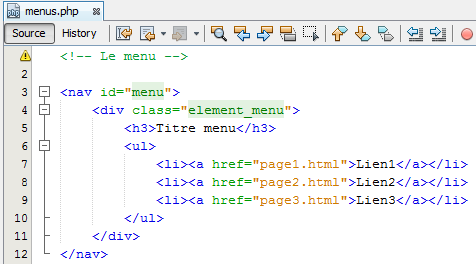 menus.php
Source History
<!-- Le menu -->
2
3 <nav id="menu">
4 <div class="element_menu">
5 <h3>Titre menu</h3>
6 <ul>
7 <li><a href="page1.html">Lien1</a></li>
8 <li><a href="page2.html">Lien2</a></li>
9 <li><a href="page3.html">Lien3</a></li>
10 </ul>
11 </div>
12 </nav>